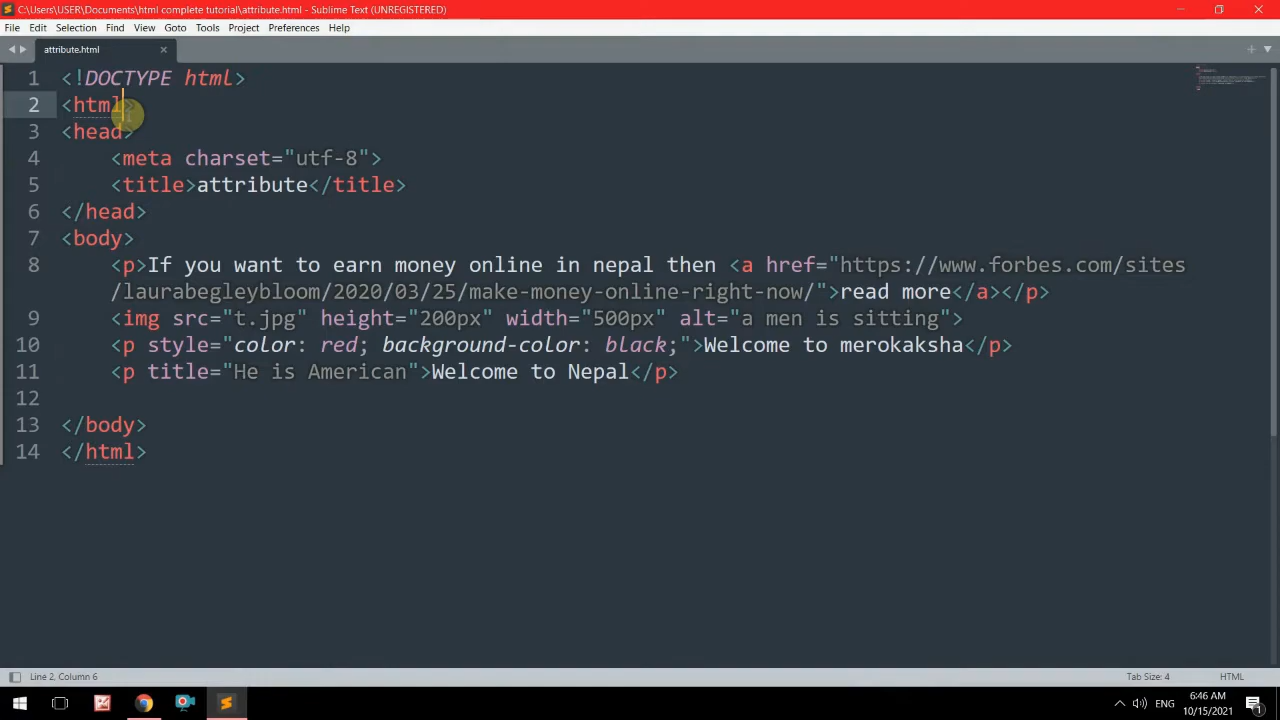 C:\Users\USER\Documents\html complete tutorial\attribute.html - Sublime Text (UNREGISTERED)
File Edit Selection Find View Goto Tools Project Preferences Help
attribute.html
1 <!DOCTYPE html>
2 <html>
3 <head>
4 <meta charset="utf-8">
5 <title>attribute</title>
6 </head>
7 <body>
8 <p>If you want to earn money online in nepal then <a href="https://www.forbes.com/sites
/laurabegleybloom/2020/03/25/make-money-online-right-now/">read more</a></p>
9 <img src="t.jpg" height="200px" width="500px" alt="a men is sitting">
10 <p style="color: red; background-color: black;">Welcome to merokaksha</p>
11 <p title="He is American">Welcome to Nepal</p>
12
13 </body>
14 </html>
Line 2, Column 6 Tab Size: 4 HTML
ENG 6:46 AM
10/15/2021 1